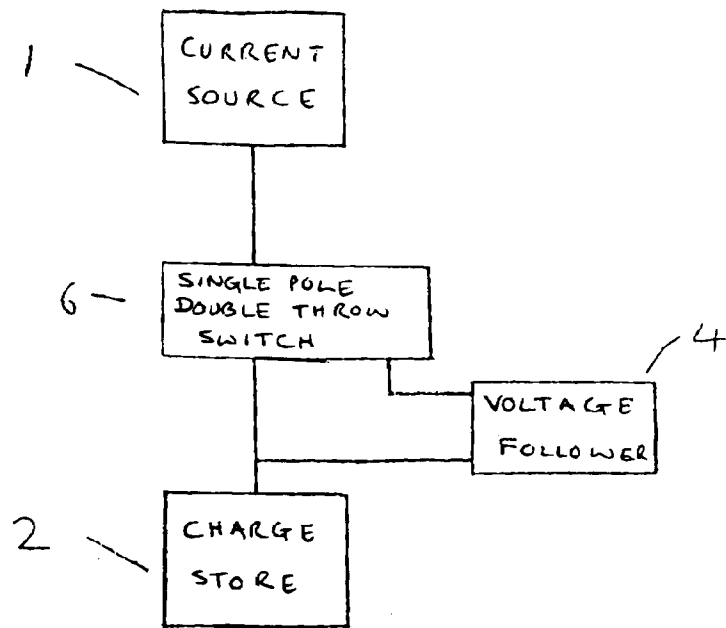 1
CURRENT
SOURCE
6
SINGLE POLE
DOUBLE THROW
SWITCH
4
VOLTAGE
FOLLOWER
2
CHARGE
STORE